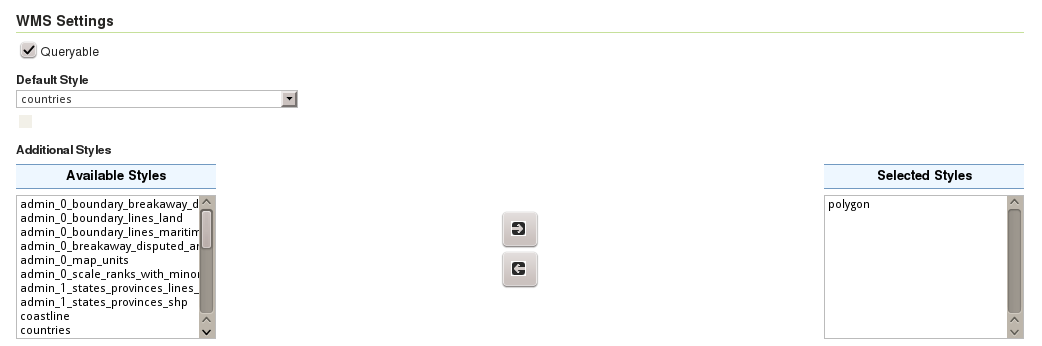 WMS Settings
Queryable
Default Style
countries
Additional Styles
Available Styles
admin_0_boundary_breakaway_d
admin_0_boundary_lines_land
admin_0_boundary_lines_maritim
admin_0_breakaway_disputed_ar
admin_0_map_units
admin_0_scale_ranks_with_minor
admin_1_states_provinces_lines_
admin_1_states_provinces_shp
coastline
countries
Selected Styles
polygon